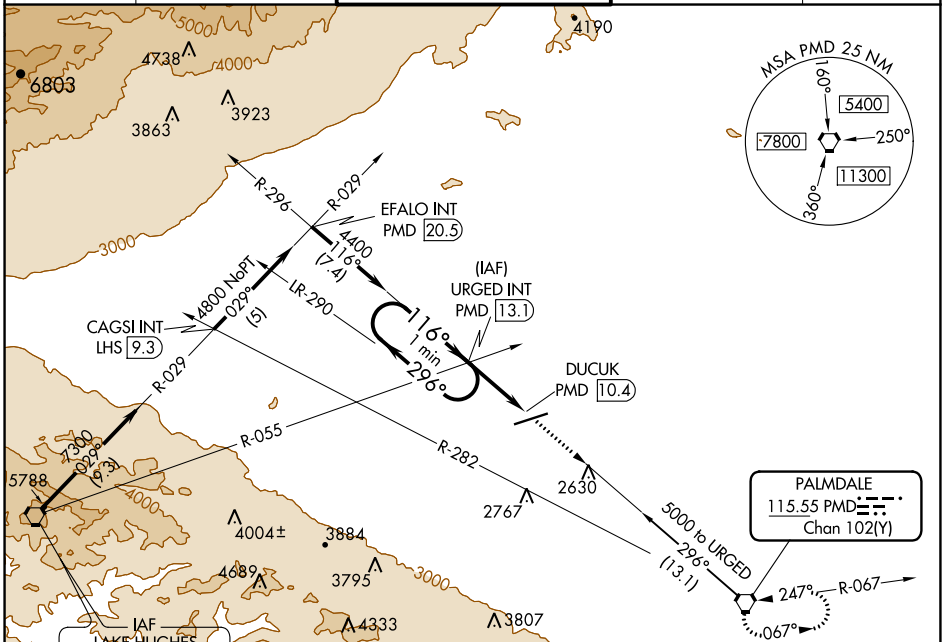 5000
4190
4738
4000
6803
3863
3923
MSA PMD 25 NM
160°
5400
7800
250°
11300
360°
R-296
R-029
3000
EFALO INT
PMD 20.5
4400
116°
(7.4)
(IAF)
URGED INT
PMD 13.1
4800 NoPT
029°
(5)
LR-290
CAGSI INT
LHS 9.3
116°
1 min
296°
DUCUK
PMD 10.4
R-029
R-055
R-282
7300
029°
(9.3)
5788
4000
2630
2767
PALMDALE
115.55 PMD
Chan 102(Y)
5000 to URGED
296°
(13.1)
4004±
3884
4689
3795
3000
247°
R-067
067°
IAF
LAKE HUGHES
4333
3807